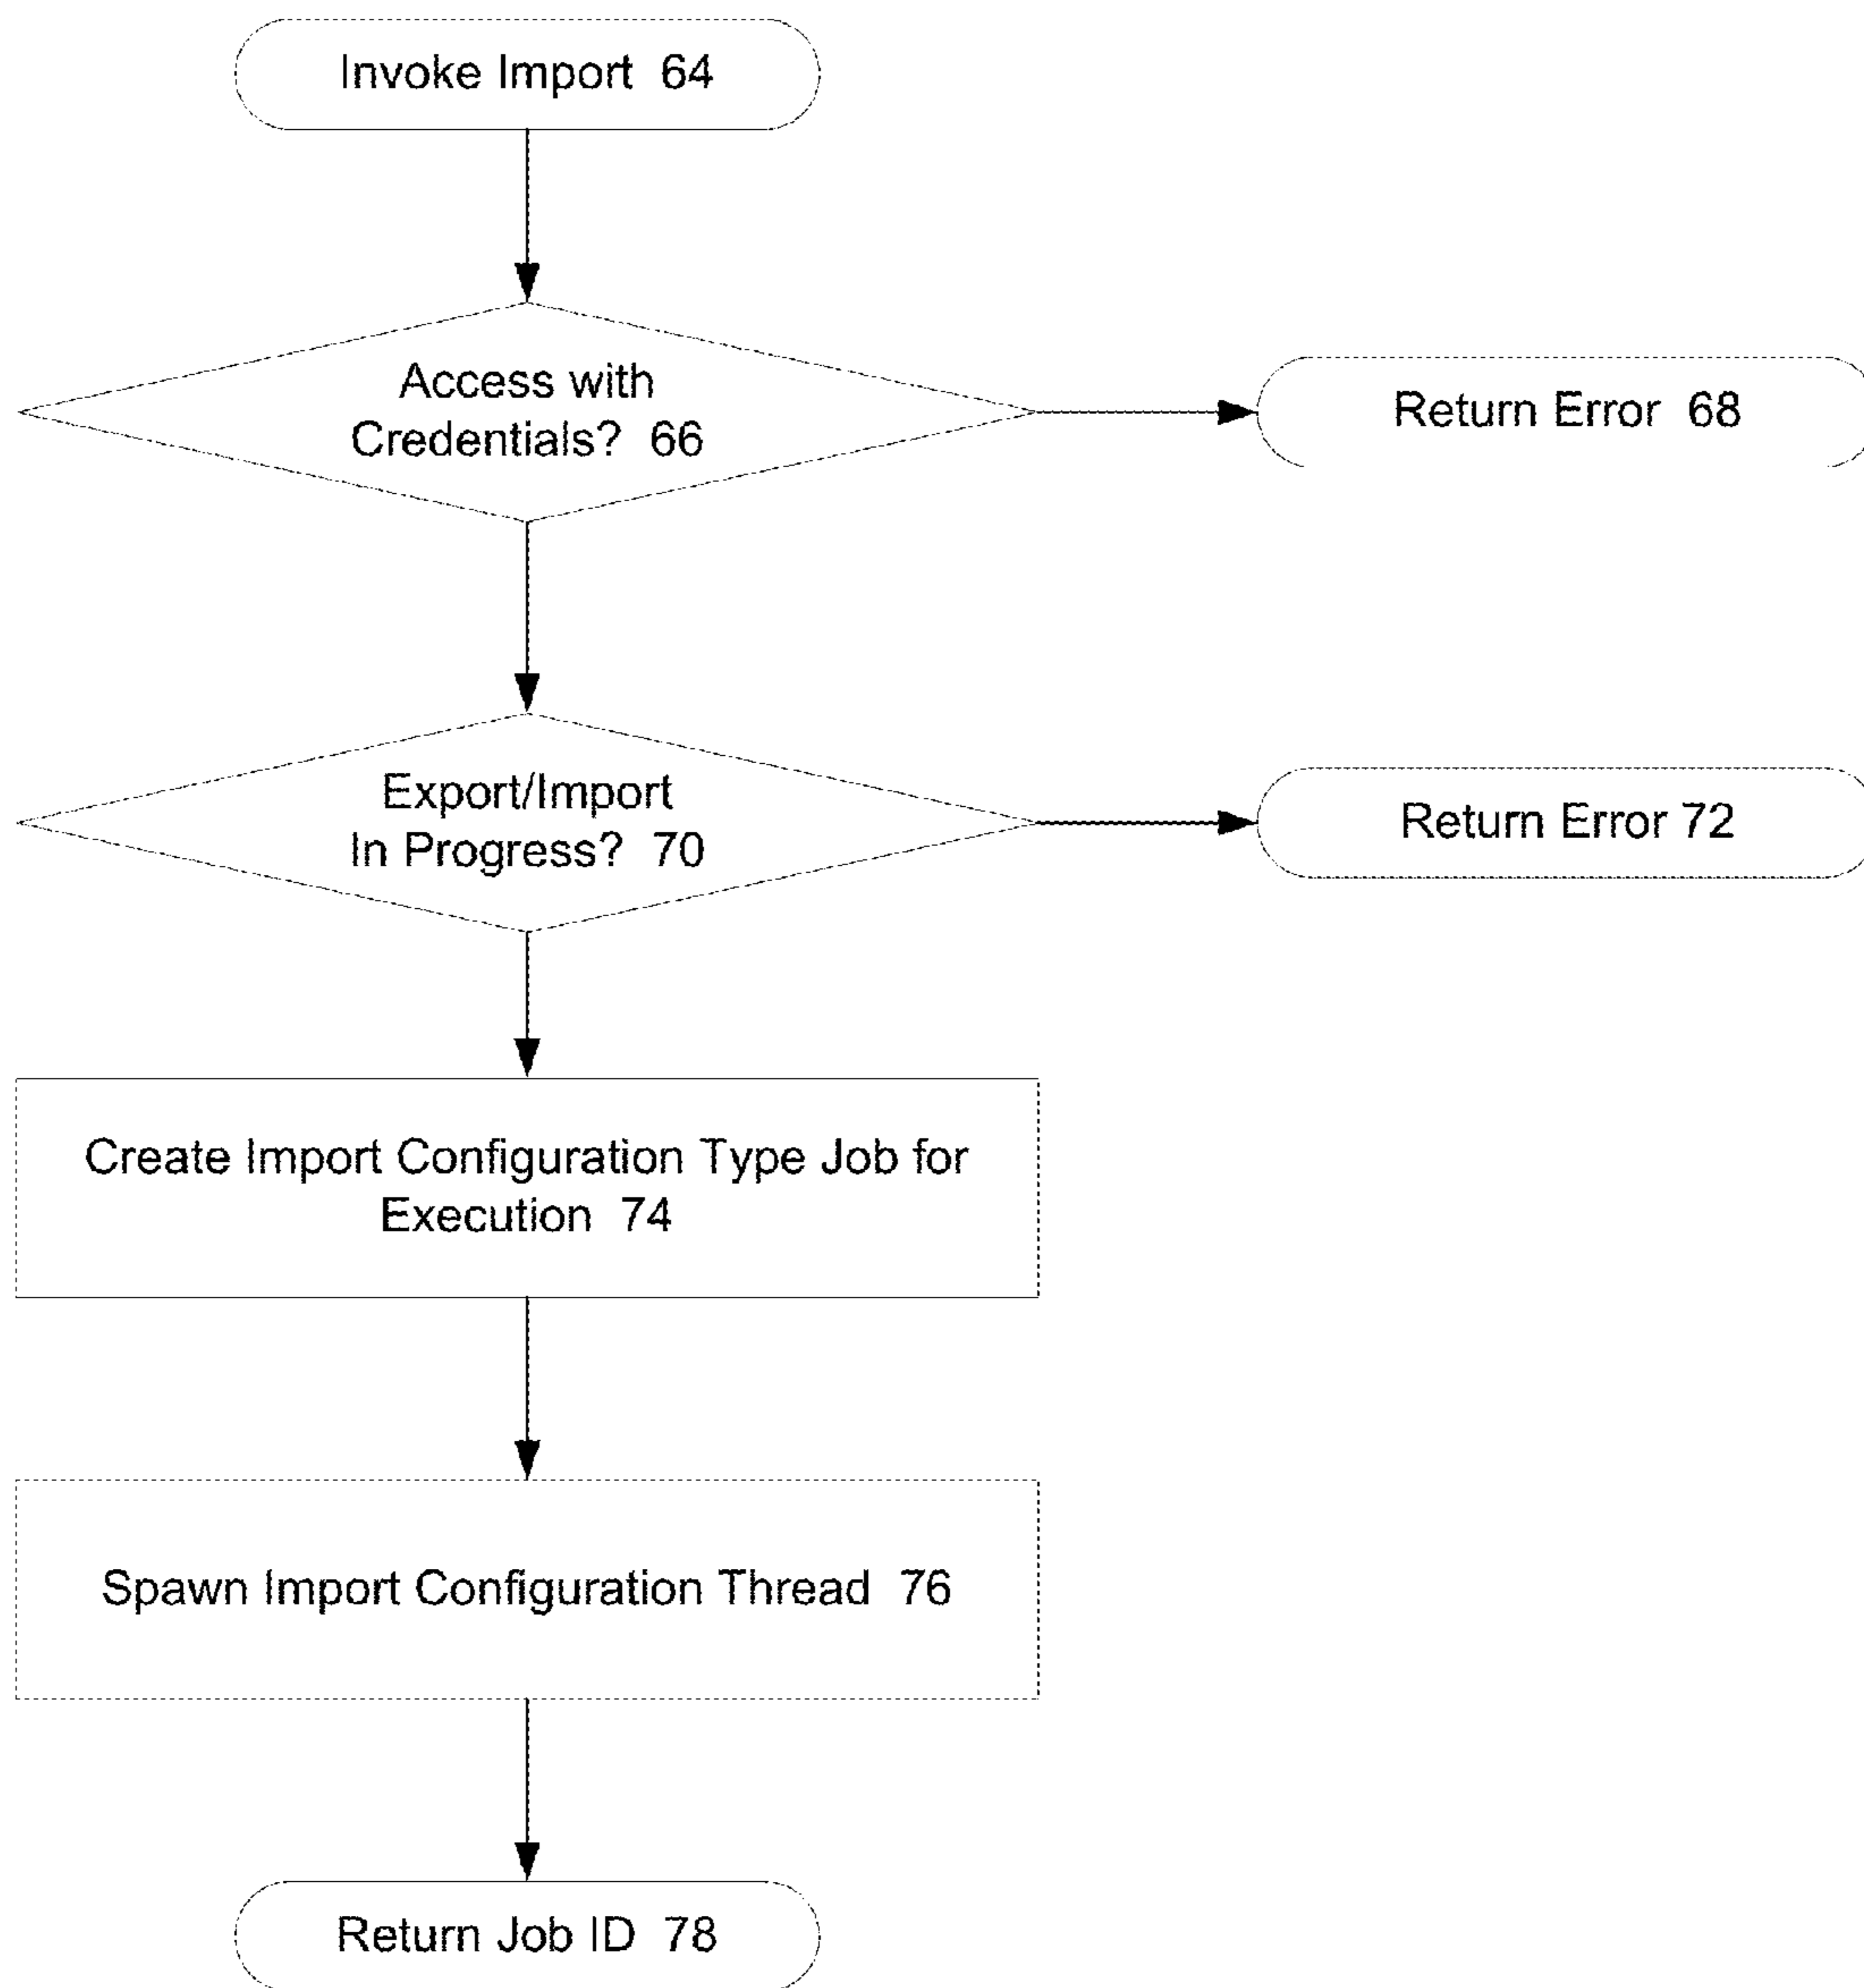 Invoke Import 64
Access with
Credentials? 66
Return Error 68
Export/Import
In Progress? 70
Return Error 72
Create Import Configuration Type Job for
Execution 74
Spawn Import Configuration Thread 76
Return Job ID 78